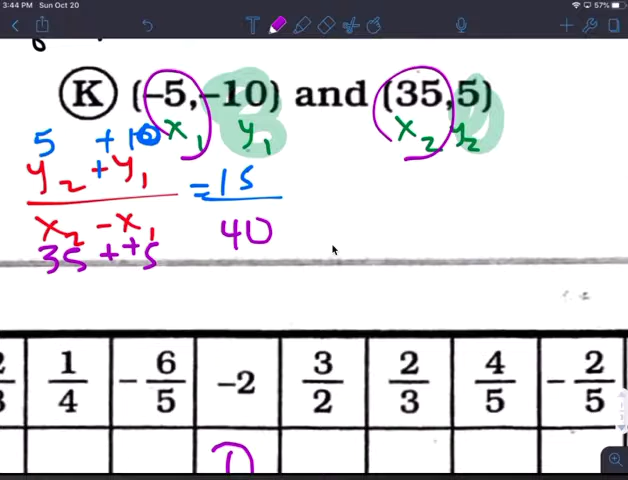 3:44 PM Sun Oct 20 57%
T
K (−5,−10) and (35,5)
x1 y1 x2 y2
5 +10
y2 + y1 = 15
x2 - x1 40
35 + +5
1/4 −6/5 −2 3/2 2/3 4/5 −2/5